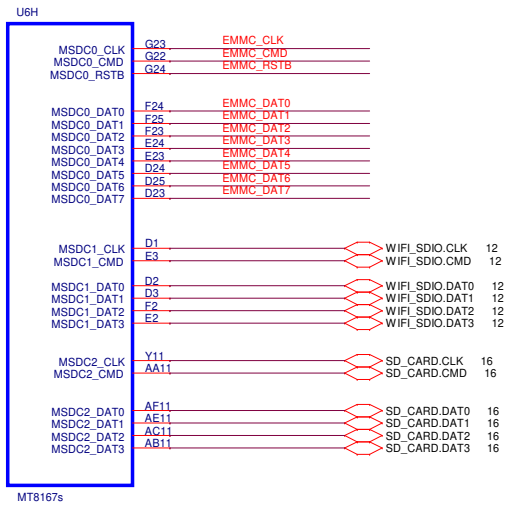 U6H
MSDC0_CLK G23 EMMC_CLK
MSDC0_CMD G22 EMMC_CMD
MSDC0_RSTB G24 EMMC_RSTB
MSDC0_DAT0 F24 EMMC_DAT0
MSDC0_DAT1 F25 EMMC_DAT1
MSDC0_DAT2 F23 EMMC_DAT2
MSDC0_DAT3 E24 EMMC_DAT3
MSDC0_DAT4 E23 EMMC_DAT4
MSDC0_DAT5 D24 EMMC_DAT5
MSDC0_DAT6 D25 EMMC_DAT6
MSDC0_DAT7 D23 EMMC_DAT7
MSDC1_CLK D1 WIFI_SDIO.CLK 12
MSDC1_CMD E3 WIFI_SDIO.CMD 12
MSDC1_DAT0 D2 WIFI_SDIO.DAT0 12
MSDC1_DAT1 D3 WIFI_SDIO.DAT1 12
MSDC1_DAT2 F2 WIFI_SDIO.DAT2 12
MSDC1_DAT3 E2 WIFI_SDIO.DAT3 12
MSDC2_CLK Y11 SD_CARD.CLK 16
MSDC2_CMD AA11 SD_CARD.CMD 16
MSDC2_DAT0 AF11 SD_CARD.DAT0 16
MSDC2_DAT1 AE11 SD_CARD.DAT1 16
MSDC2_DAT2 AC11 SD_CARD.DAT2 16
MSDC2_DAT3 AB11 SD_CARD.DAT3 16
MT8167s